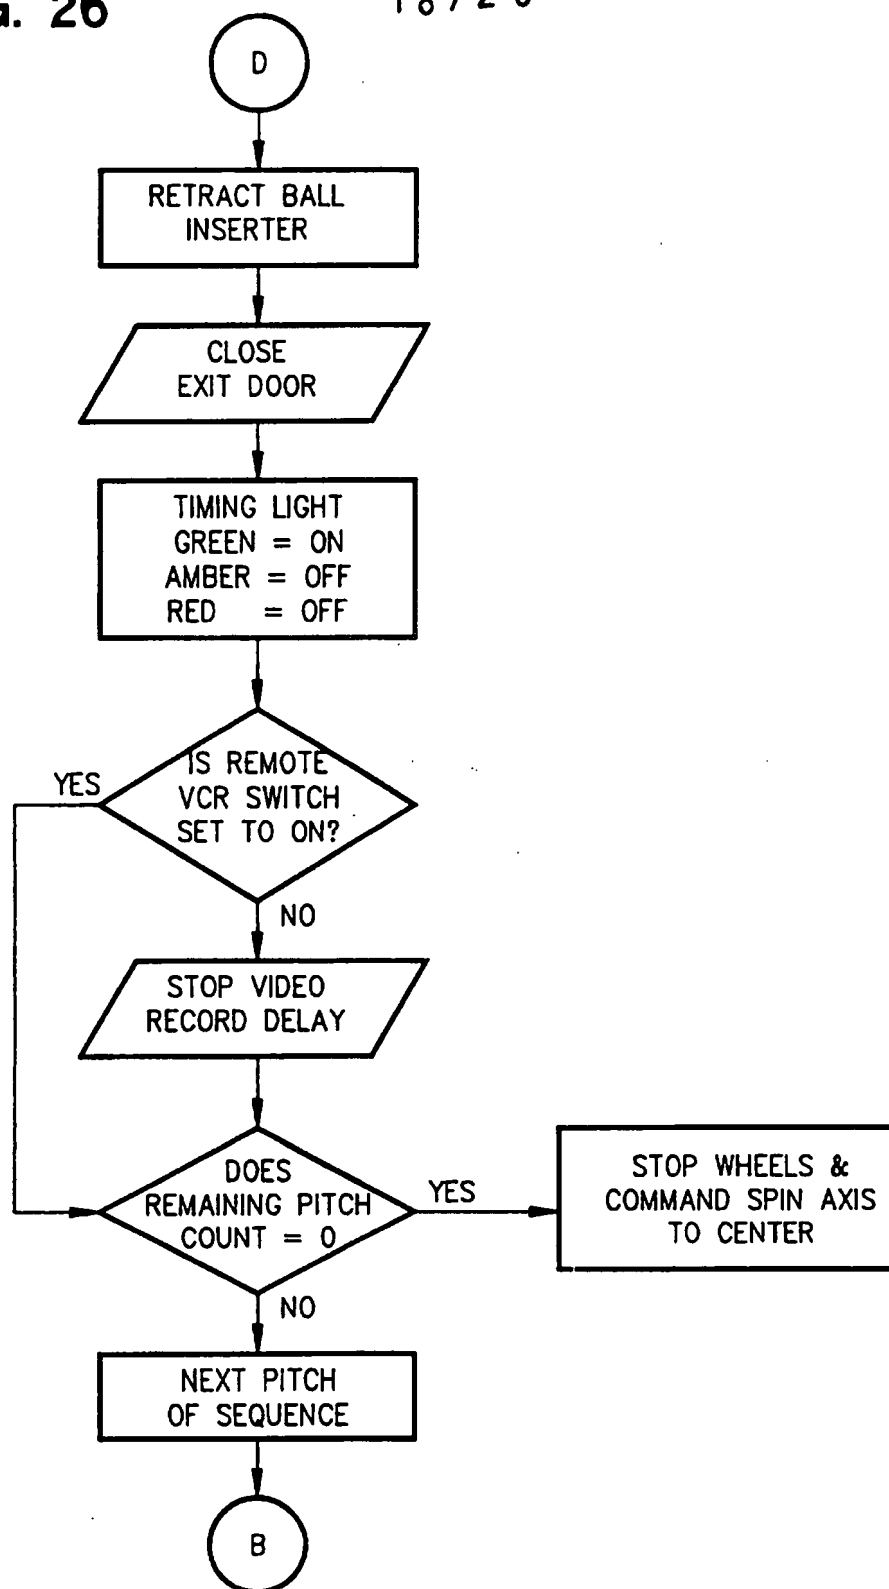 26
D
RETRACT BALL
INSERTER
CLOSE
EXIT DOOR
TIMING LIGHT
GREEN = ON
AMBER = OFF
RED = OFF
IS REMOTE
VCR SWITCH
SET TO ON?
YES
NO
STOP VIDEO
RECORD DELAY
DOES
REMAINING PITCH
COUNT = 0
YES
STOP WHEELS &
COMMAND SPIN AXIS
TO CENTER
NO
NEXT PITCH
OF SEQUENCE
B